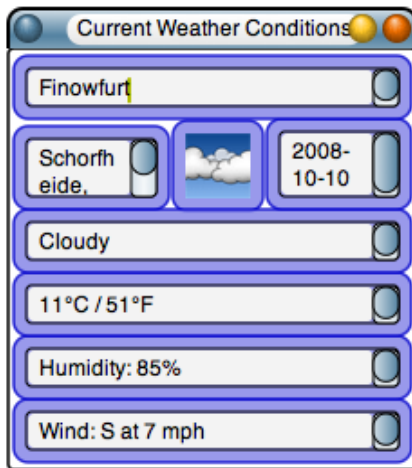 Current Weather Conditions
Finowfurt
Schorfh
eide,
2008-
10-10
Cloudy
11°C / 51°F
Humidity: 85%
Wind: S at 7 mph